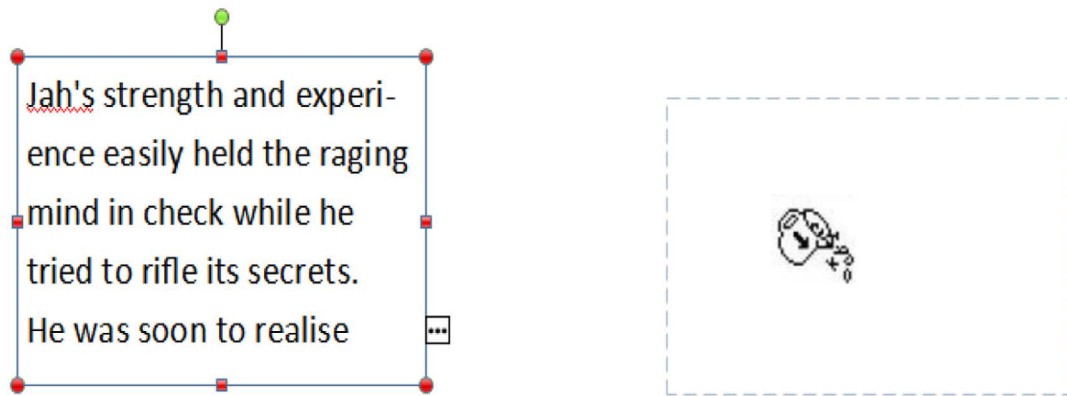 Jah's strength and experi-
ence easily held the raging
mind in check while he
tried to rifle its secrets.
He was soon to realise